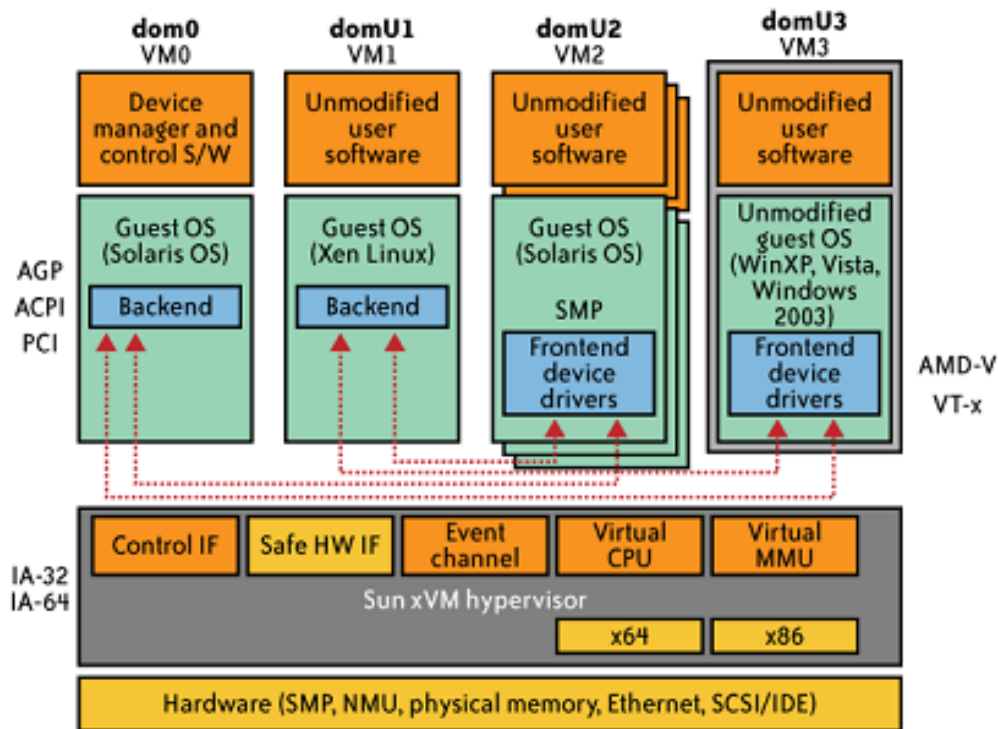 dom0
VM0
domU1
VM1
domU2
VM2
domU3
VM3
Device
manager and
control S/W
Unmodified
user
software
Unmodified
user
software
Unmodified
user
software
Guest OS
(Solaris OS)
Backend
Guest OS
(Xen Linux)
Backend
Guest OS
(Solaris OS)
SMP
Frontend
device
drivers
Unmodified
guest OS
(WinXP, Vista,
Windows
2003)
Frontend
device
drivers
AGP
ACPI
PCI
AMD-V
VT-x
Control IF
Safe HW IF
Event
channel
Virtual
CPU
Virtual
MMU
IA-32
IA-64
Sun xVM hypervisor
x64
x86
Hardware (SMP, NMU, physical memory, Ethernet, SCSI/IDE)